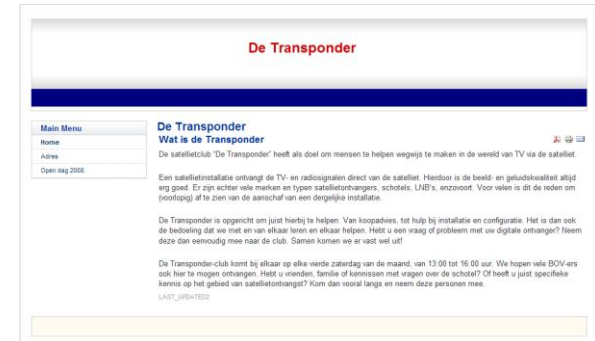 De Transponder
Main Menu
Home
Adres
Open dag 2006
De Transponder
Wat is de Transponder
De satellietclub "De Transponder" heeft als doel om mensen te helpen wegwijs te maken in de wereld van TV via de satelliet.
Een satellietinstallatie ontvangt de TV- en radiosignalen direct van de satelliet. Hierdoor is de beeld- en geluidskwaliteit altijd
erg goed. Er zijn echter vele merken en typen satellietontvangers, schotels, LNB's, enzovoort. Voor velen is dit de reden om
(voorlopig) af te zien van de aanschaf van een dergelijke installatie.
De Transponder is opgericht om juist hierbij te helpen. Van koopadvies, tot hulp bij installatie en configuratie. Het is dan ook
de bedoeling dat we met en van elkaar leren en elkaar helpen. Hebt u een vraag of probleem met uw digitale ontvanger? Neem
deze dan eenvoudig mee naar de club. Samen komen we er vast wel uit!
De Transponder-club komt bij elkaar op elke vierde zaterdag van de maand, van 13:00 tot 16:00 uur. We hopen vele BOV-ers
ook hier te mogen ontvangen. Hebt u vrienden, familie of kennissen met vragen over de schotel? Of heeft u juist specifieke
kennis op het gebied van satellietontvangst? Kom dan vooral langs en neem deze personen mee.
LAST_UPDATED2